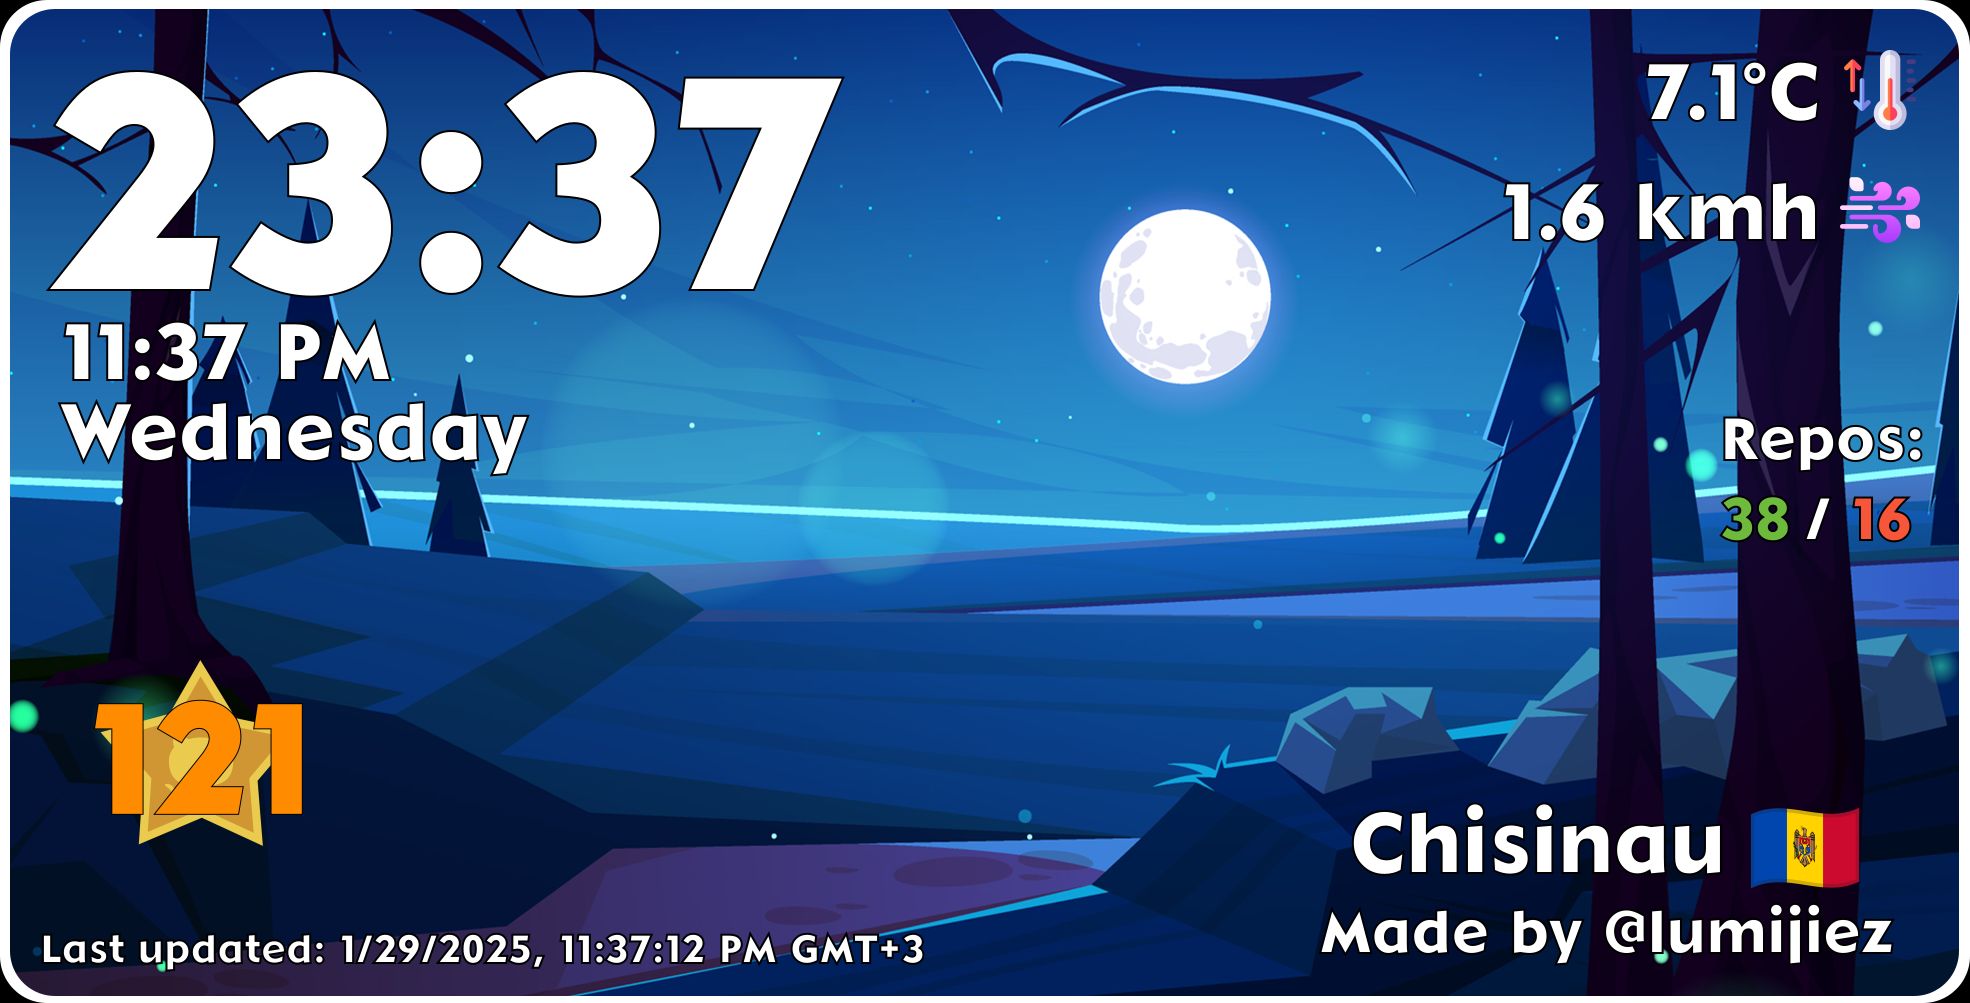 23:37
11:37 PM
Wednesday
7.1°C
1.6 kmh
Repos:
38 / 16
121
Chisinau
Made by @lumijiez
Last updated: 1/29/2025, 11:37:12 PM GMT+3